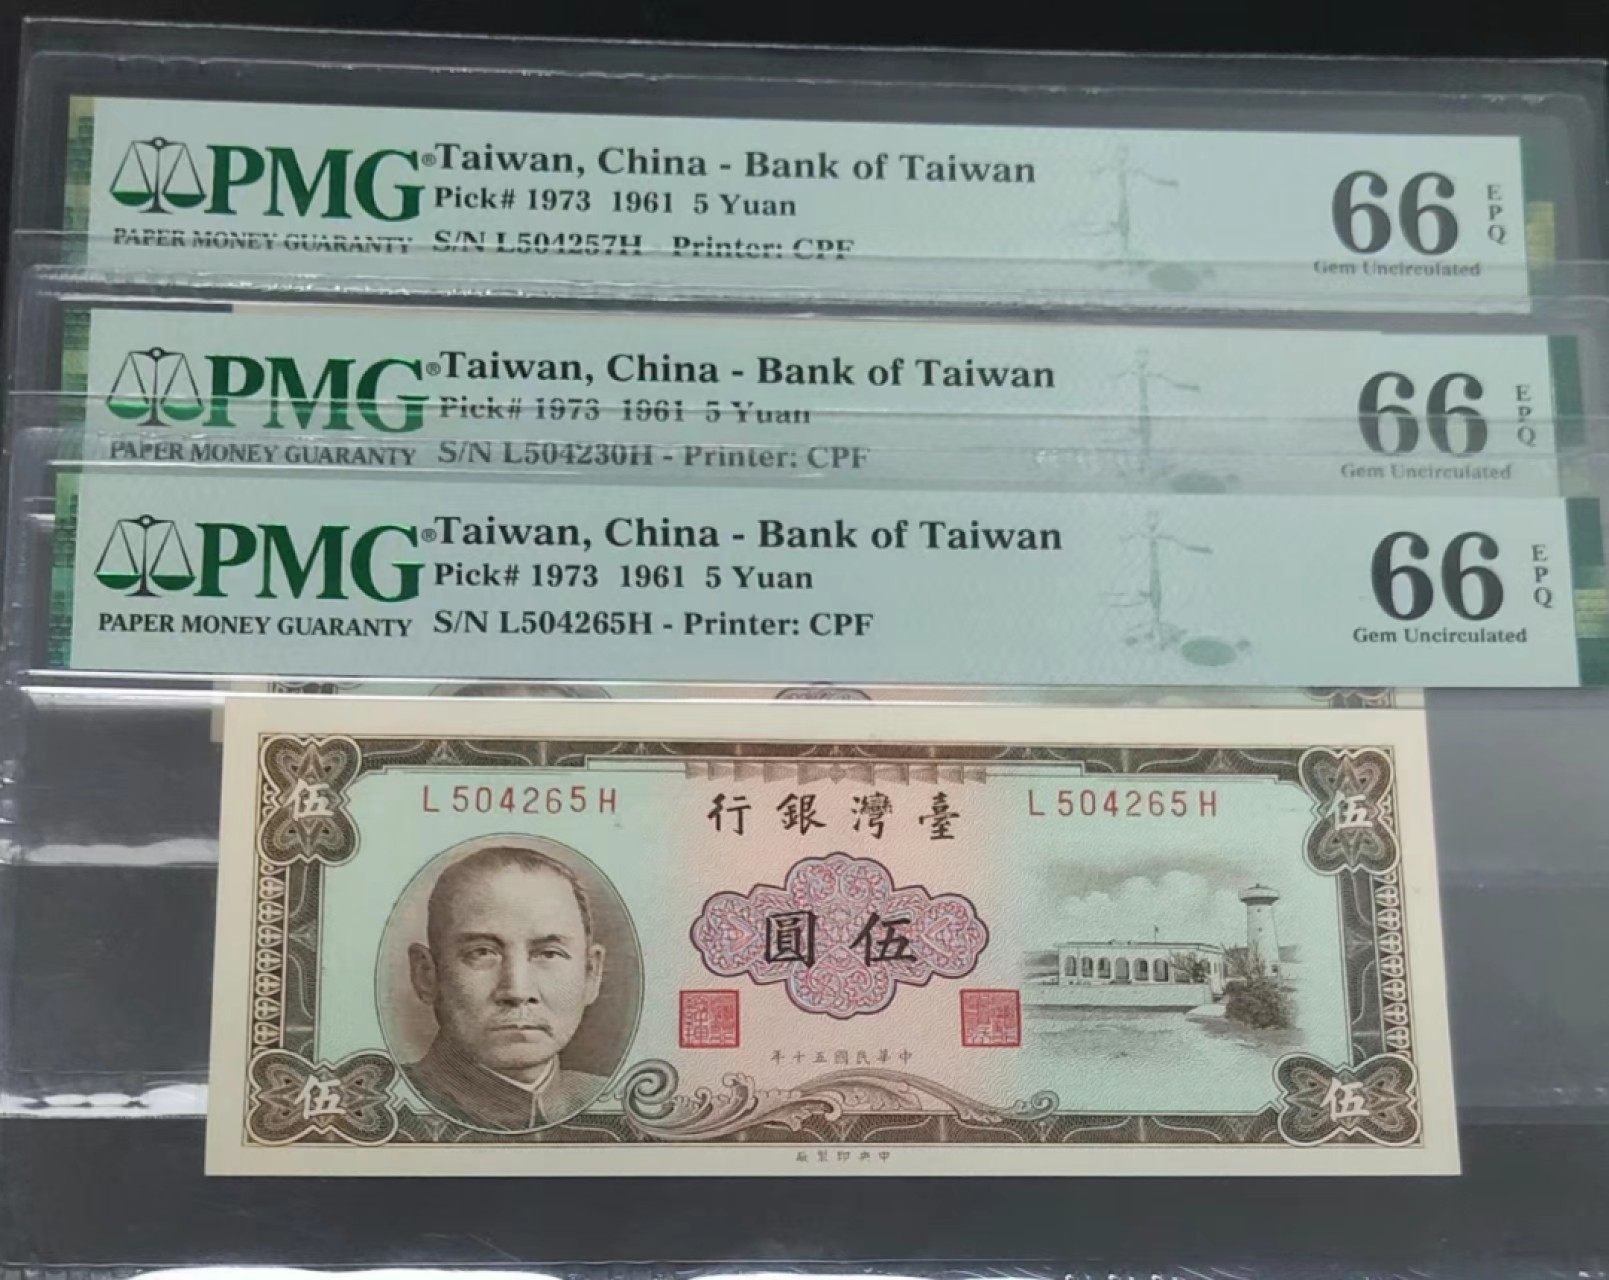 PMG® Taiwan, China - Bank of Taiwan
Pick# 1973 1961 5 Yuan
PAPER MONEY GUARANTY S/N L504257H - Printer: CPF
66 EPQ
Gem Uncirculated
PMG® Taiwan, China - Bank of Taiwan
Pick# 1973 1961 5 Yuan
PAPER MONEY GUARANTY S/N L504230H - Printer: CPF
66 EPQ
Gem Uncirculated
PMG® Taiwan, China - Bank of Taiwan
Pick# 1973 1961 5 Yuan
PAPER MONEY GUARANTY S/N L504265H - Printer: CPF
66 EPQ
Gem Uncirculated
伍
伍
L504265H
臺灣銀行
L504265H
伍圓
中華民國五十年
伍
伍
中央印製廠